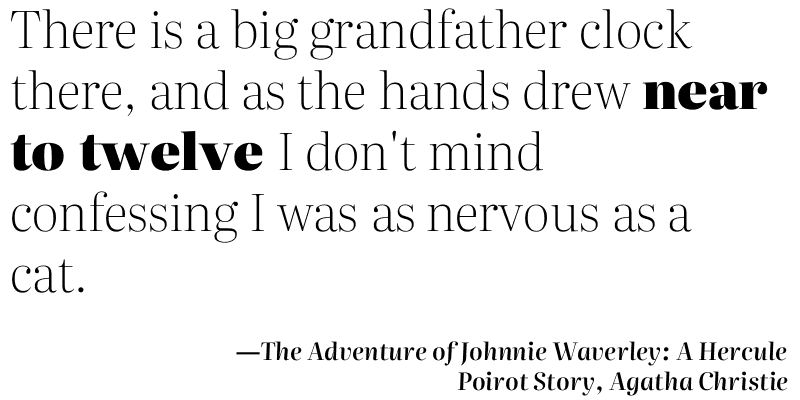 There is a big grandfather clock
there, and as the hands drew near
to twelve I don't mind
confessing I was as nervous as a
cat.
—The Adventure of Johnnie Waverley: A Hercule
Poirot Story, Agatha Christie